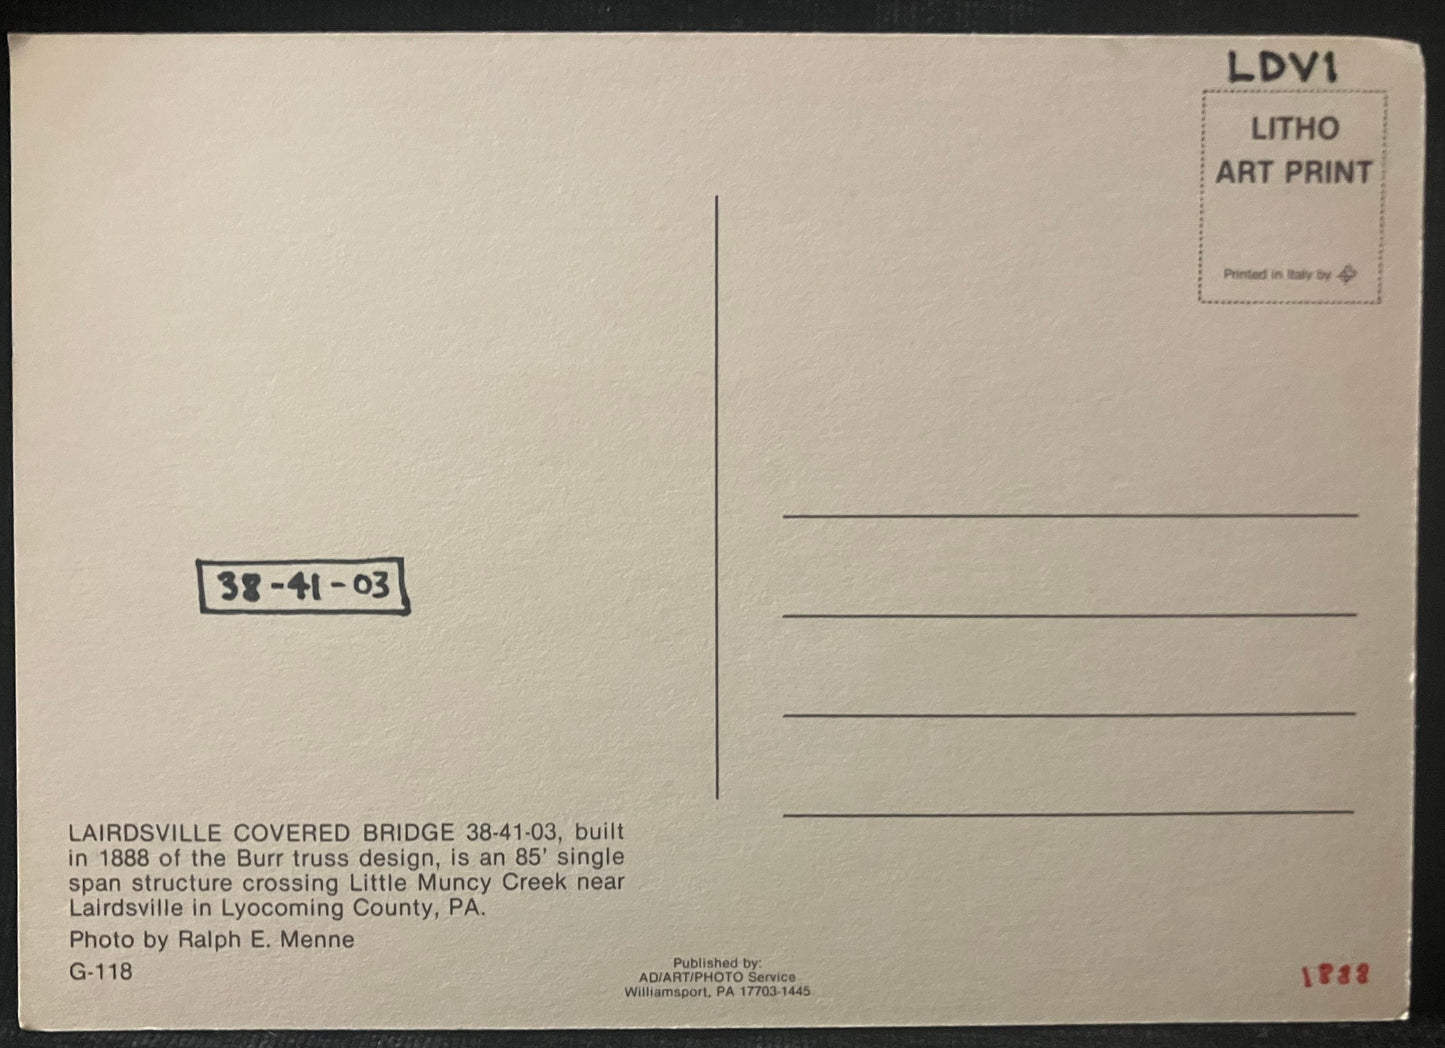 LDV1
LITHO
ART PRINT
Printed in Italy by
38-41-03
LAIRDSVILLE COVERED BRIDGE 38-41-03, built
in 1888 of the Burr truss design, is an 85' single
span structure crossing Little Muncy Creek near
Lairdsville in Lyocoming County, PA.
Photo by Ralph E. Menne
G-118
Published by:
AD/ART/PHOTO Service
Williamsport, PA 17703-1445
1888